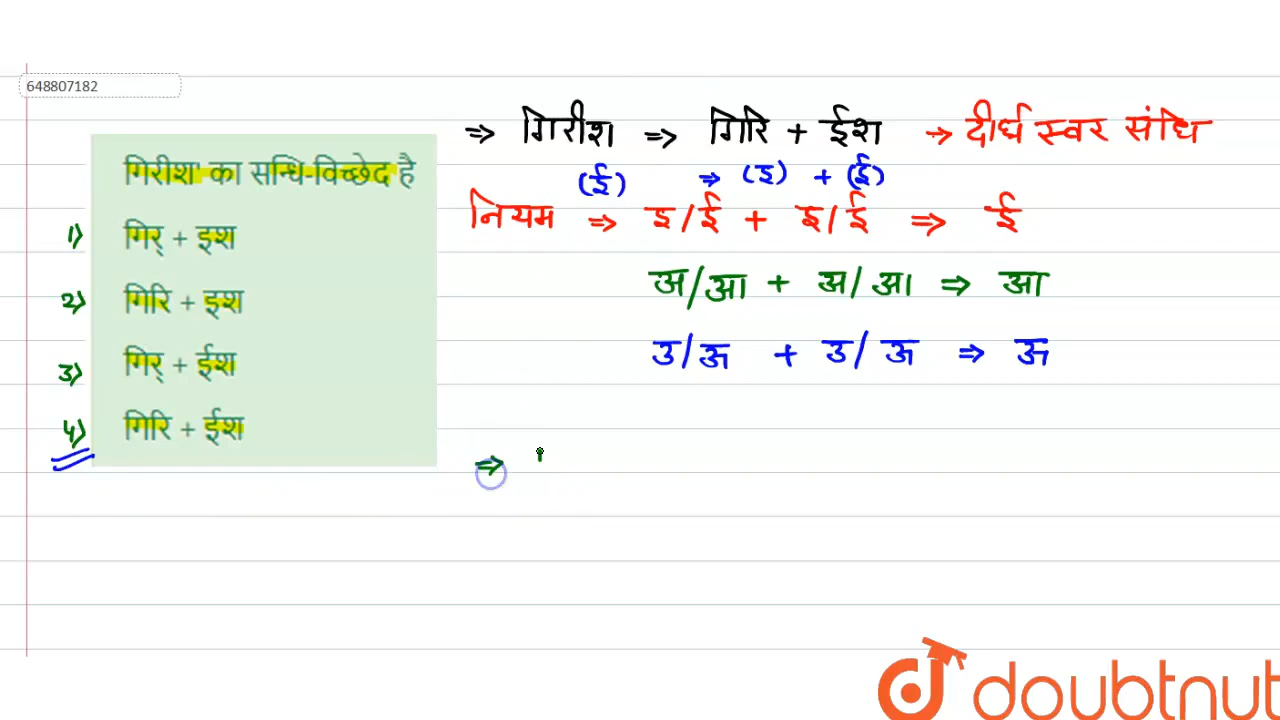 648807182
गिरीश' का सन्धि-विच्छेद है
1) गिर् + इश
2) गिरि + इश
3) गिर् + ईश
4) गिरि + ईश
⇒ गिरीश ⇒ गिरि + ईश → दीर्घ स्वर संधि
(ई) ⇒ (इ) + (ई)
नियम ⇒ इ/ई + इ/ई ⇒ ई
अ/आ + अ/आ ⇒ आ
उ/ऊ + उ/ऊ ⇒ ऊ
⇒ '
doubtnut